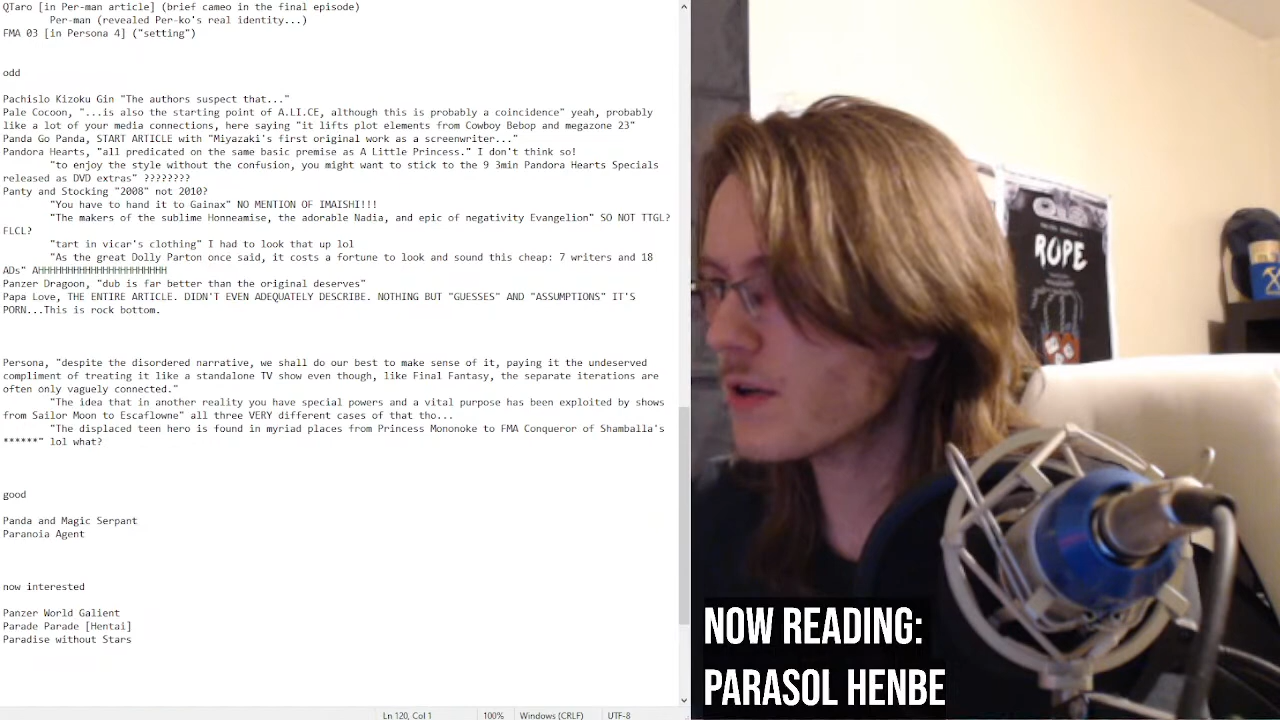 QTaro [in Per-man article] (brief cameo in the final episode)
Per-man (revealed Per-ko's real identity...)
FMA 03 [in Persona 4] ("setting")
odd
Pachislo Kizoku Gin "The authors suspect that..."
Pale Cocoon, "...is also the starting point of A.LI.CE, although this is probably a coincidence" yeah, probably
like a lot of your media connections, here saying "it lifts plot elements from Cowboy Bebop and megazone 23"
Panda Go Panda, START ARTICLE with "Miyazaki's first original work as a screenwriter..."
Pandora Hearts, "all predicated on the same basic premise as A Little Princess." I don't think so!
"to enjoy the style without the confusion, you might want to stick to the 9 3min Pandora Hearts Specials
released as DVD extras" ????????
Panty and Stocking "2008" not 2010?
"You have to hand it to Gainax" NO MENTION OF IMAISHI!!!
"The makers of the sublime Honneamise, the adorable Nadia, and epic of negativity Evangelion" SO NOT TTGL?
FLCL?
"tart in vicar's clothing" I had to look that up lol
"As the great Dolly Parton once said, it costs a fortune to look and sound this cheap: 7 writers and 18
ADs" AHHHHHHHHHHHHHHHHHHHHHH
Panzer Dragoon, "dub is far better than the original deserves"
Papa Love, THE ENTIRE ARTICLE. DIDN'T EVEN ADEQUATELY DESCRIBE. NOTHING BUT "GUESSES" AND "ASSUMPTIONS" IT'S
PORN...This is rock bottom.
Persona, "despite the disordered narrative, we shall do our best to make sense of it, paying it the undeserved
compliment of treating it like a standalone TV show even though, like Final Fantasy, the separate iterations are
often only vaguely connected."
"The idea that in another reality you have special powers and a vital purpose has been exploited by shows
from Sailor Moon to Escaflowne" all three VERY different cases of that tho...
"The displaced teen hero is found in myriad places from Princess Mononoke to FMA Conqueror of Shamballa's
******" lol what?
good
Panda and Magic Serpant
Paranoia Agent
now interested
Panzer World Galient
Parade Parade [Hentai]
Paradise without Stars
Ln 120, Col 1
100%
Windows (CRLF)
UTF-8
ROPE
NOW READING:
PARASOL HENBE